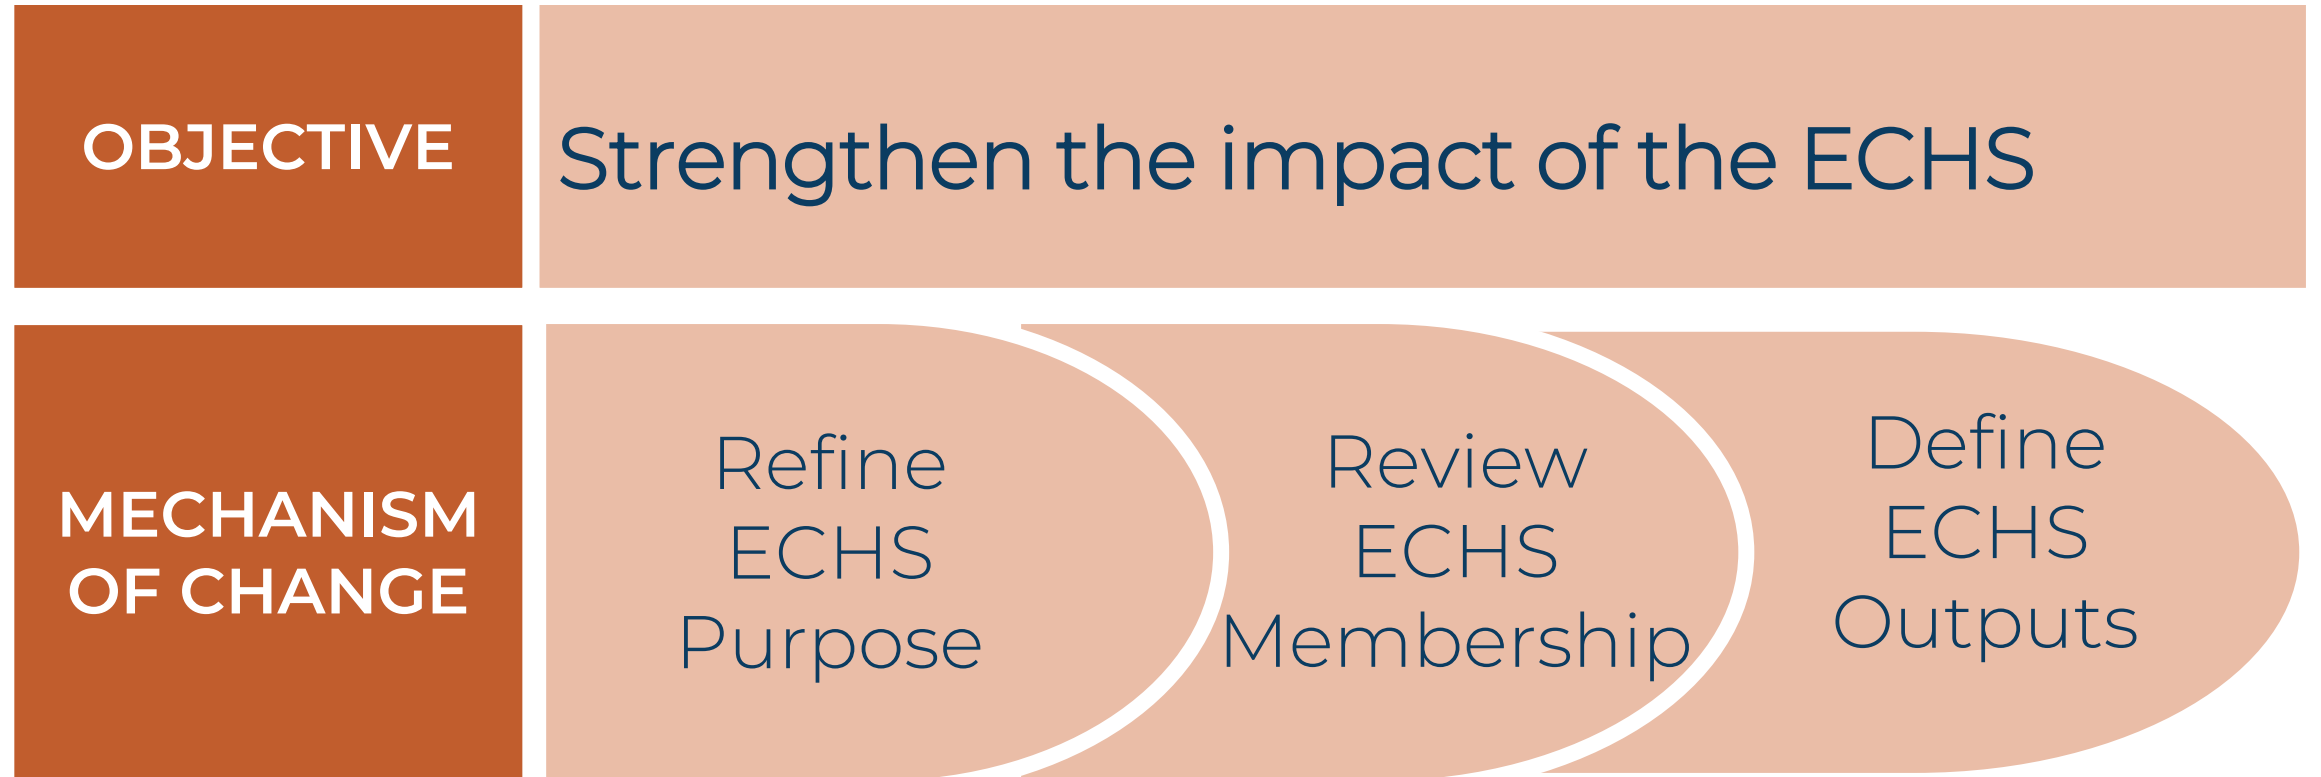 OBJECTIVE
Strengthen the impact of the ECHS
MECHANISM
OF CHANGE
Refine
ECHS
Purpose
Review
ECHS
Membership
Define
ECHS
Outputs